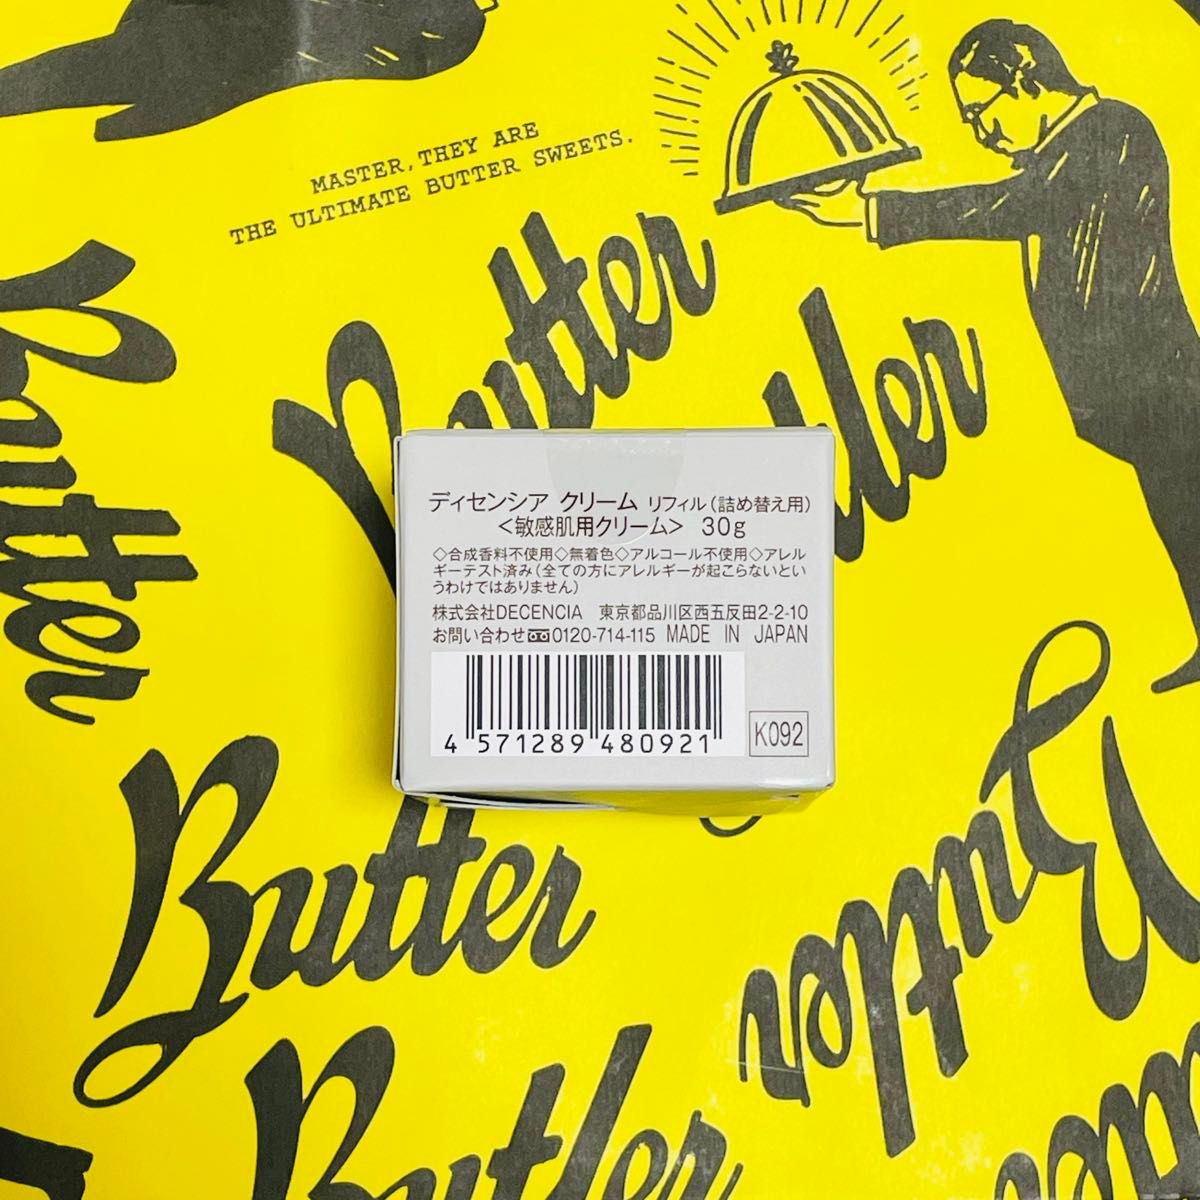 MASTER, THEY ARE
THE ULTIMATE BUTTER SWEETS.
Butter
Butler
Butter
ディセンシア クリーム リフィル(詰め替え用)
<敏感肌用クリーム> 30g
◇合成香料不使用◇無着色◇アルコール不使用◇アレル
ギーテスト済み(全ての方にアレルギーが起こらないとい
うわけではありません)
株式会社DECENCIA 東京都品川区西五反田2-2-10
お問い合わせ 0120-714-115 MADE IN JAPAN
4 571289 480921
K092
Butter
Butler
Butter